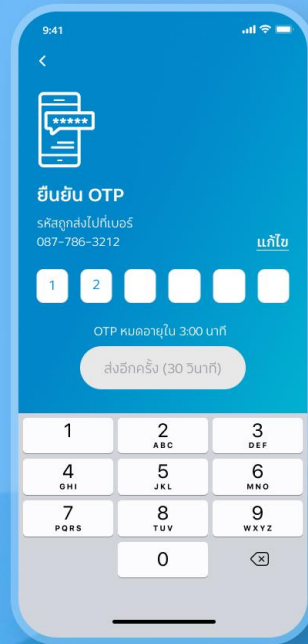 9:41
*****
ยืนยัน OTP
รหัสถูกส่งไปที่เบอร์
087-786-3212
แก้ไข
1 2
OTP หมดอายุใน 3:00 นาที
ส่งอีกครั้ง (30 วินาที)
1 2 3
ABC DEF
4 5 6
GHI JKL MNO
7 8 9
PQRS TUV WXYZ
0